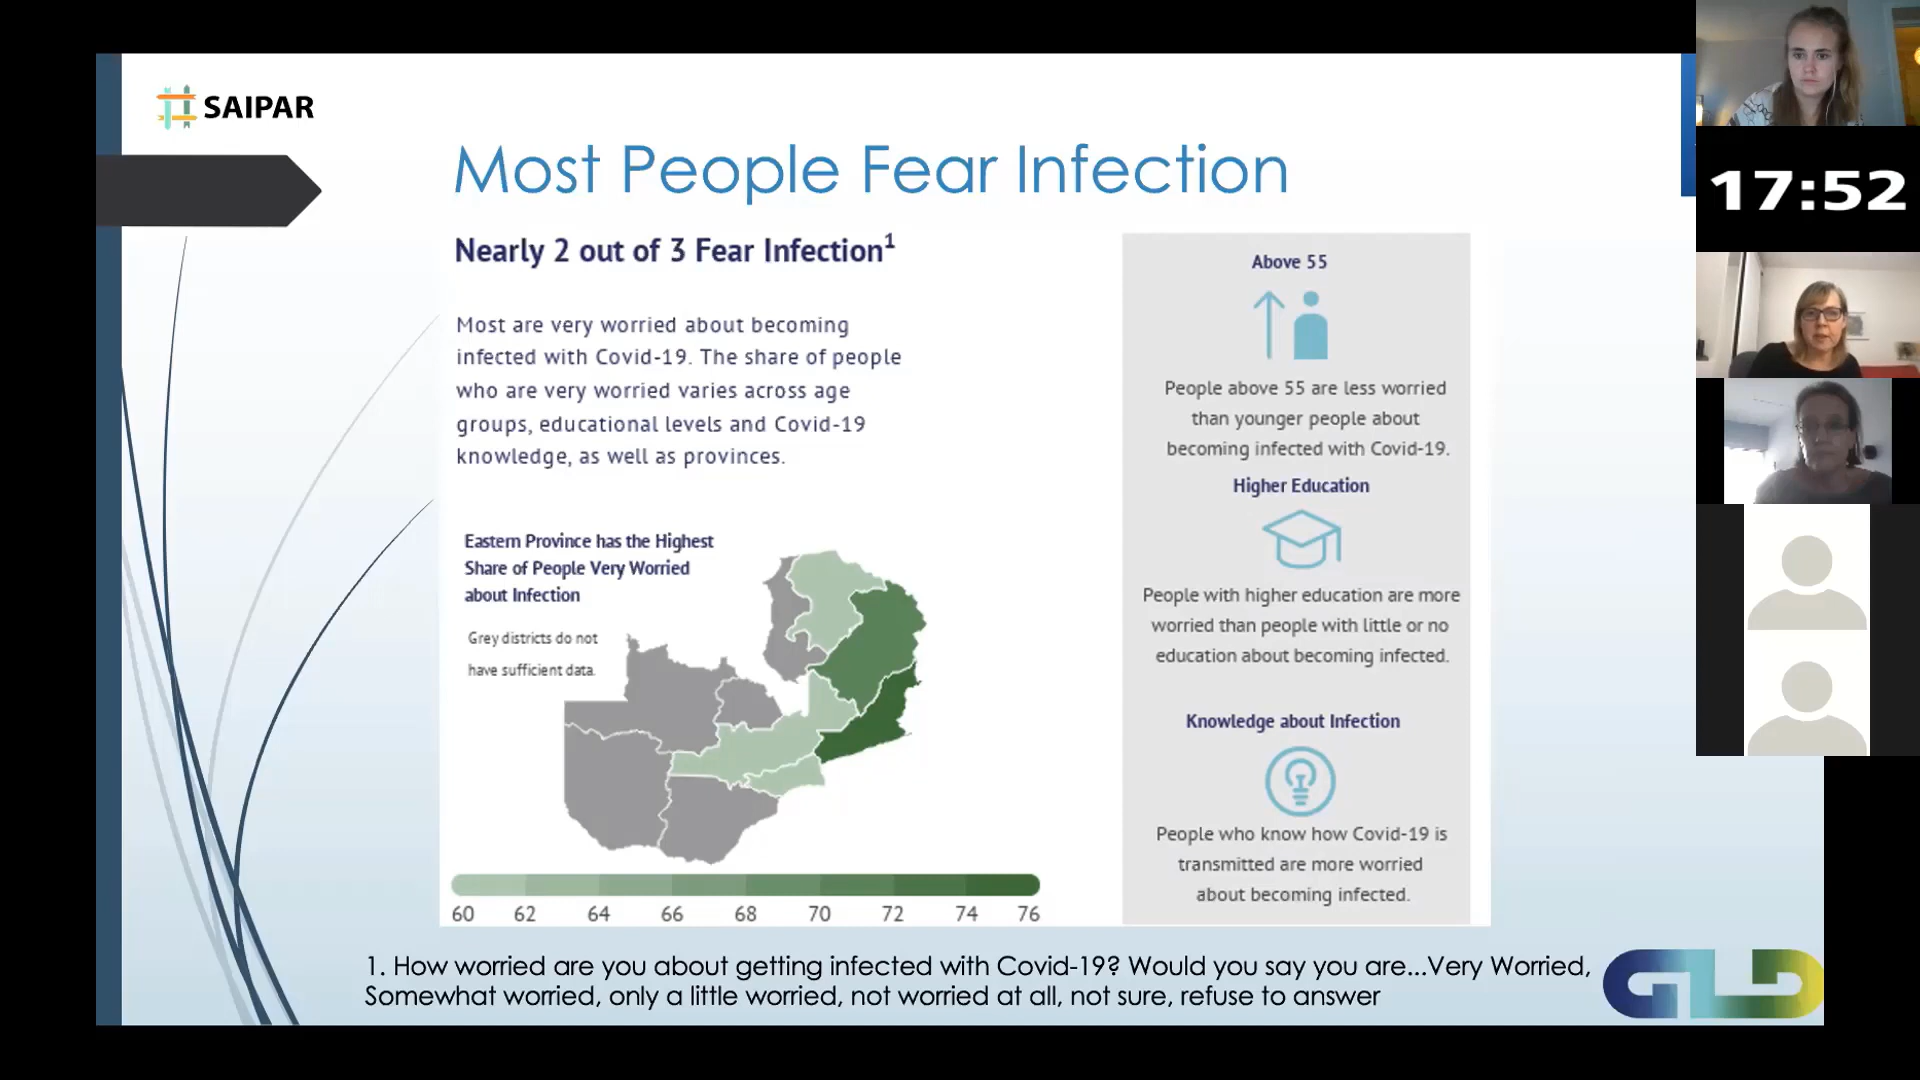 SAIPAR
Most People Fear Infection
Nearly 2 out of 3 Fear Infection1
Most are very worried about becoming
infected with Covid-19. The share of people
who are very worried varies across age
groups, educational levels and Covid-19
knowledge, as well as provinces.
Eastern Province has the Highest
Share of People Very Worried
about Infection
Grey districts do not
have sufficient data.
60 62 64 66 68 70 72 74 76
Above 55
People above 55 are less worried
than younger people about
becoming infected with Covid-19.
Higher Education
People with higher education are more
worried than people with little or no
education about becoming infected.
Knowledge about Infection
People who know how Covid-19 is
transmitted are more worried
about becoming infected.
1. How worried are you about getting infected with Covid-19? Would you say you are...Very Worried,
Somewhat worried, only a little worried, not worried at all, not sure, refuse to answer
GLD
17:52